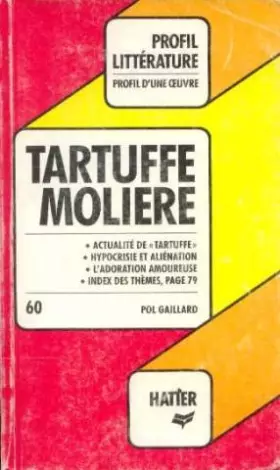 PROFIL
LITTÉRATURE
PROFIL D'UNE ŒUVRE
TARTUFFE
MOLIERE
• ACTUALITÉ DE «TARTUFFE»
• HYPOCRISIE ET ALIÉNATION
• L'ADORATION AMOUREUSE
• INDEX DES THÈMES, PAGE 79
60
POL GAILLARD
HATIER